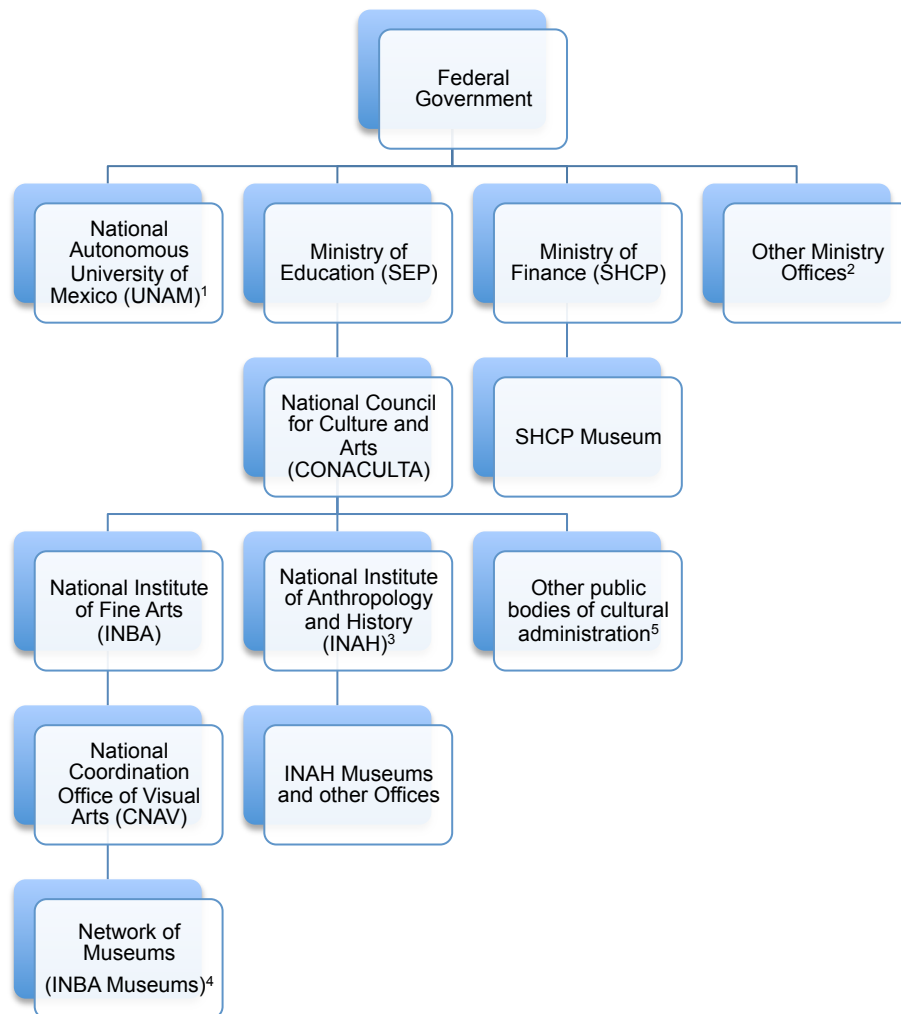 Federal
Government
National
Autonomous
University of
Mexico (UNAM)¹
Ministry of
Education (SEP)
Ministry of
Finance (SHCP)
Other Ministry
Offices²
National Council
for Culture and
Arts
(CONACULTA)
SHCP Museum
National Institute
of Fine Arts
(INBA)
National Institute
of Anthropology
and History
(INAH)³
Other public
bodies of cultural
administration⁵
National
Coordination
Office of Visual
Arts (CNAV)
INAH Museums
and other Offices
Network of
Museums
(INBA Museums)⁴